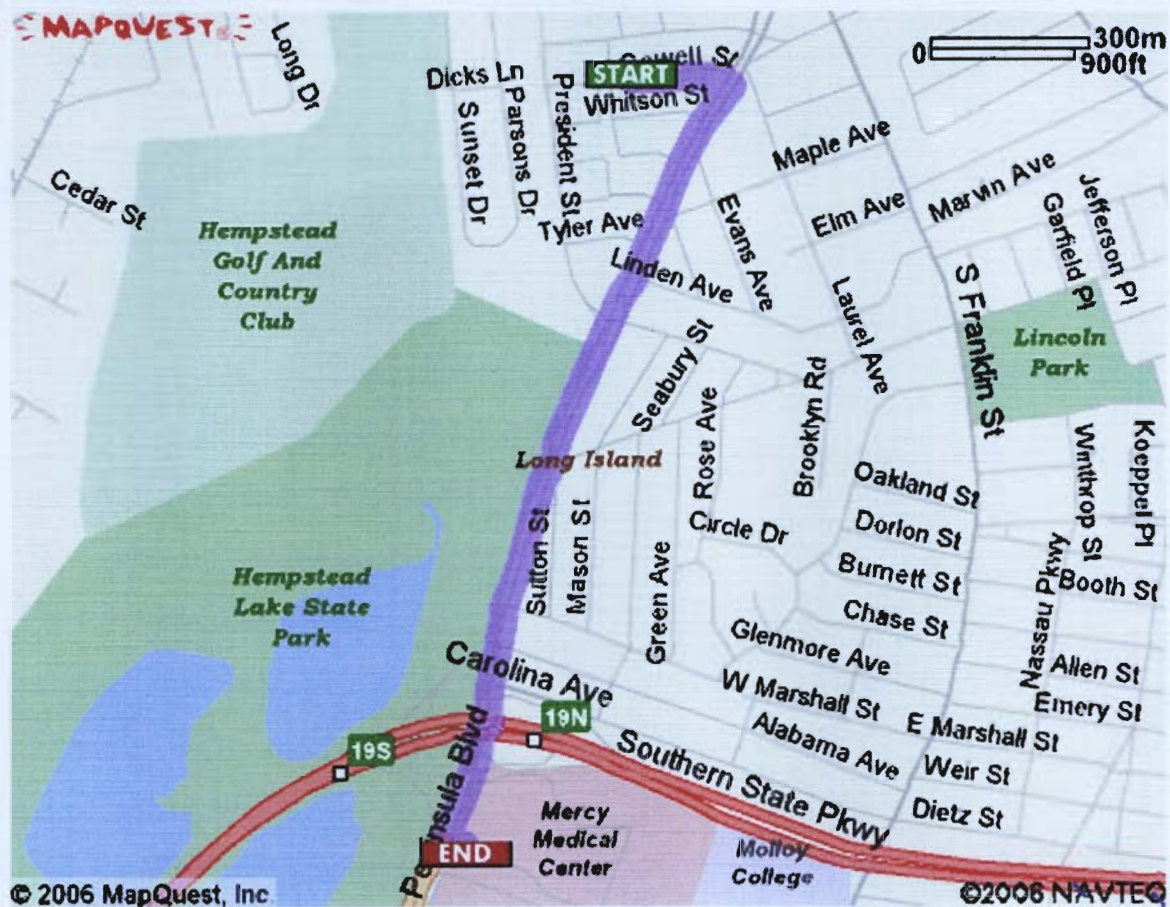 MAPQUEST
Long Dr
Dicks Ln
START
Whitson St
300m
0
900ft
Sunset Dr
Parsons Dr
President St
Maple Ave
Marvin Ave
Jefferson Pl
Garfield Pl
Cedar St
Evans Ave
Elm Ave
Tyler Ave
Hempstead
Golf And
Country
Club
Linden Ave
Laurel Ave
S Franklin St
Lincoln
Park
Seabury St
Rose Ave
Brooklyn Rd
Long Island
Oakland St
Winthrop St
Koeppel Pl
Sutton St
Mason St
Circle Dr
Dorlon St
Green Ave
Burnett St
Nassau Pkwy
Booth St
Hempstead
Lake State
Park
Chase St
Glenmore Ave
Carolina Ave
Allen St
W Marshall St
Emery St
19N
19S
E Marshall St
Alabama Ave
Southern State Pkwy
Weir St
Peninsula Blvd
Dietz St
Mercy
Medical
Center
END
Molloy
College
© 2006 MapQuest, Inc
©2006 NAVTEQ